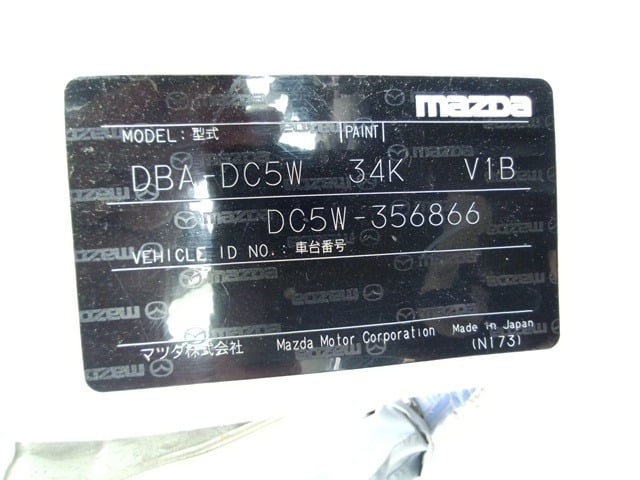 mazda
MODEL: 型式 PAINT
DBA-DC5W 34K V1B
DC5W-356866
VEHICLE ID NO.: 車台番号
マツダ株式会社 Mazda Motor Corporation Made in Japan
(N173)